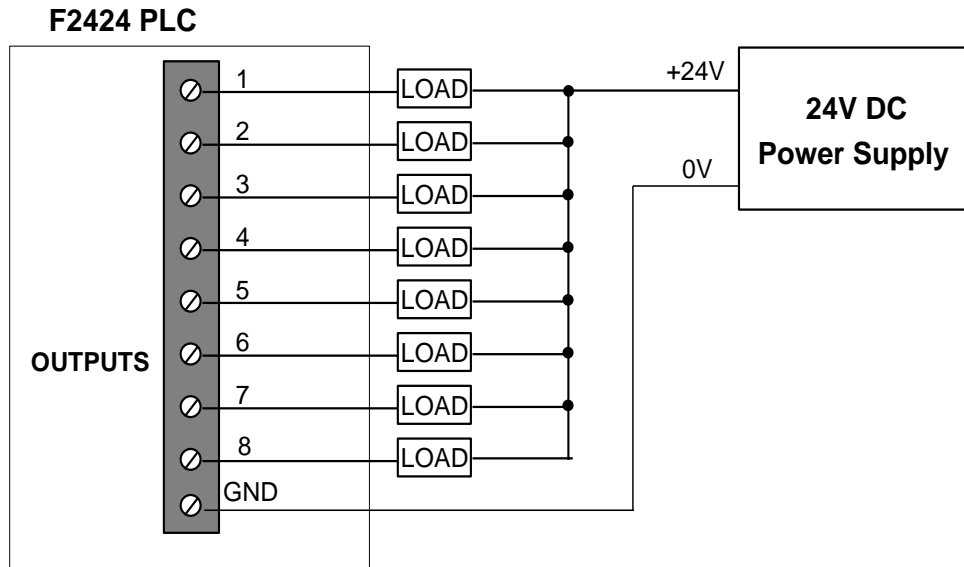 F2424 PLC
1 LOAD +24V
24V DC
Power Supply
2 LOAD
0V
3 LOAD
4 LOAD
5 LOAD
6 LOAD
OUTPUTS
7 LOAD
8 LOAD
GND